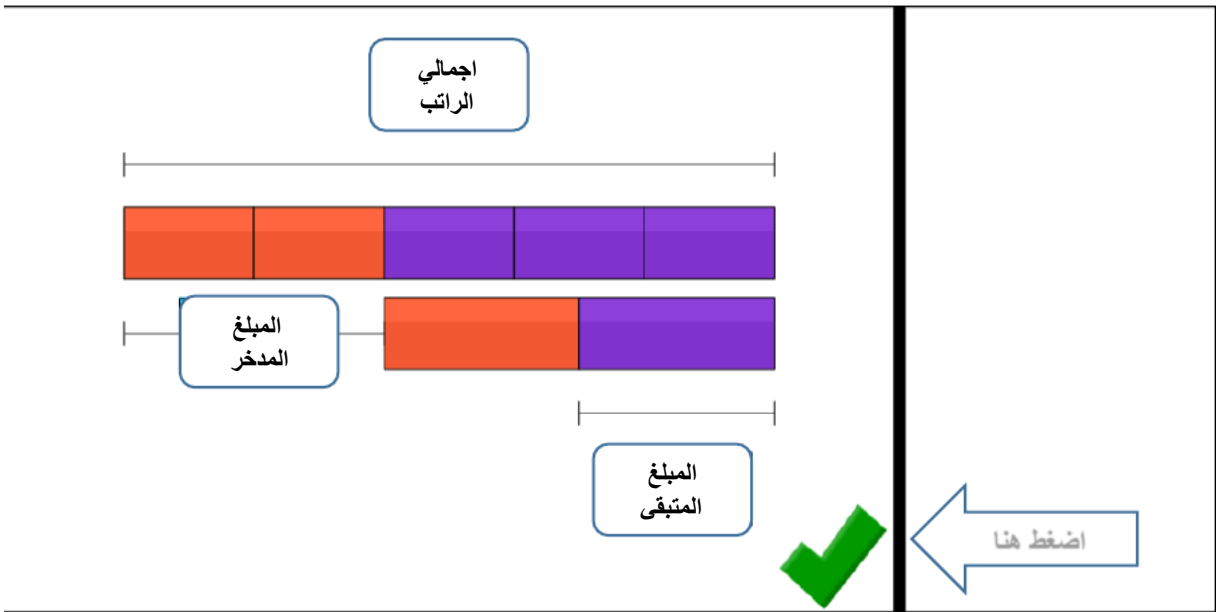 اجمالي
الراتب
المبلغ
المدخر
المبلغ
المتبقى
اضغط هنا